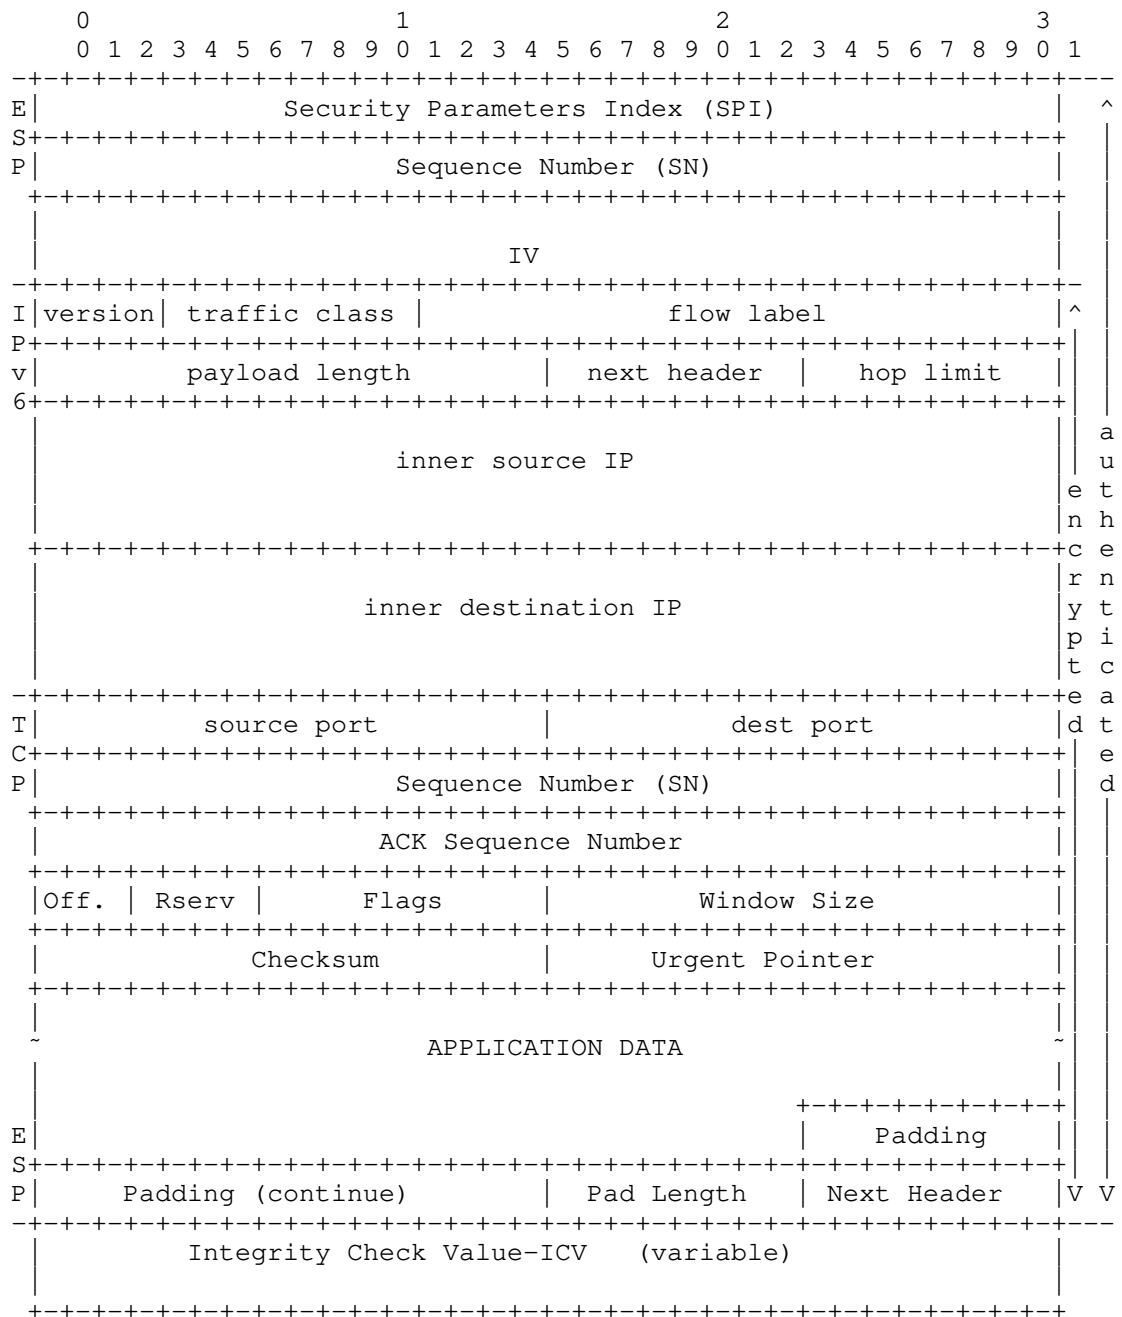 0                   1                   2                   3
0 1 2 3 4 5 6 7 8 9 0 1 2 3 4 5 6 7 8 9 0 1 2 3 4 5 6 7 8 9 0 1
E Security Parameters Index (SPI) ^
S
P Sequence Number (SN)
IV
I version | traffic class | flow label ^
P
v payload length | next header | hop limit
6
inner source IP
inner destination IP
encrypted
authenticated
T source port | dest port
C
P Sequence Number (SN)
ACK Sequence Number
Off. | Rserv | Flags | Window Size
Checksum | Urgent Pointer
~ APPLICATION DATA ~
E Padding
S
P Padding (continue) | Pad Length | Next Header V V
Integrity Check Value-ICV (variable)